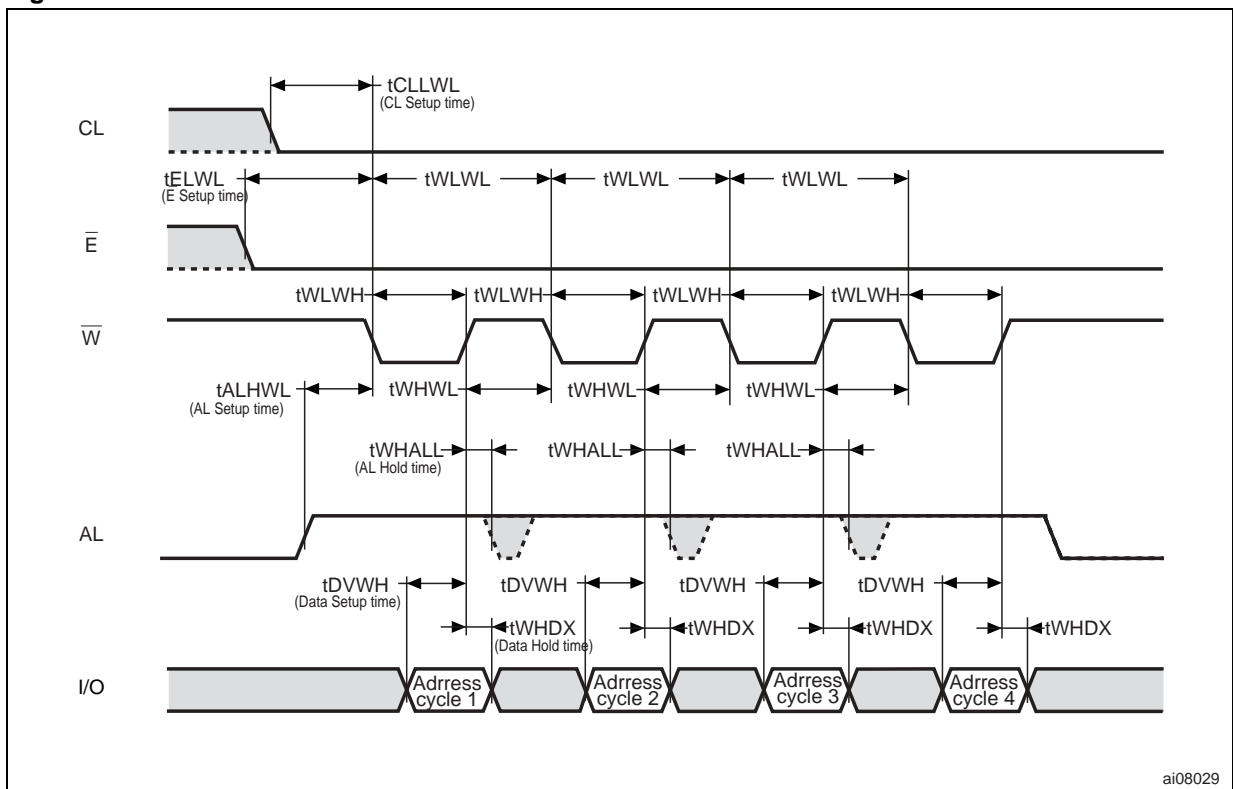 tCLLWL
(CL Setup time)
CL
tELWL
(E Setup time)
tWLWL
tWLWL
tWLWL
E
tWLWH
tWLWH
tWLWH
tWLWH
W
tALHWL
(AL Setup time)
tWHWL
tWHWL
tWHWL
tWHALL
(AL Hold time)
tWHALL
tWHALL
AL
tDVWH
(Data Setup time)
tDVWH
tDVWH
tDVWH
tWHDX
(Data Hold time)
tWHDX
tWHDX
tWHDX
I/O
Adrress
cycle 1
Adrress
cycle 2
Adrress
cycle 3
Adrress
cycle 4
ai08029